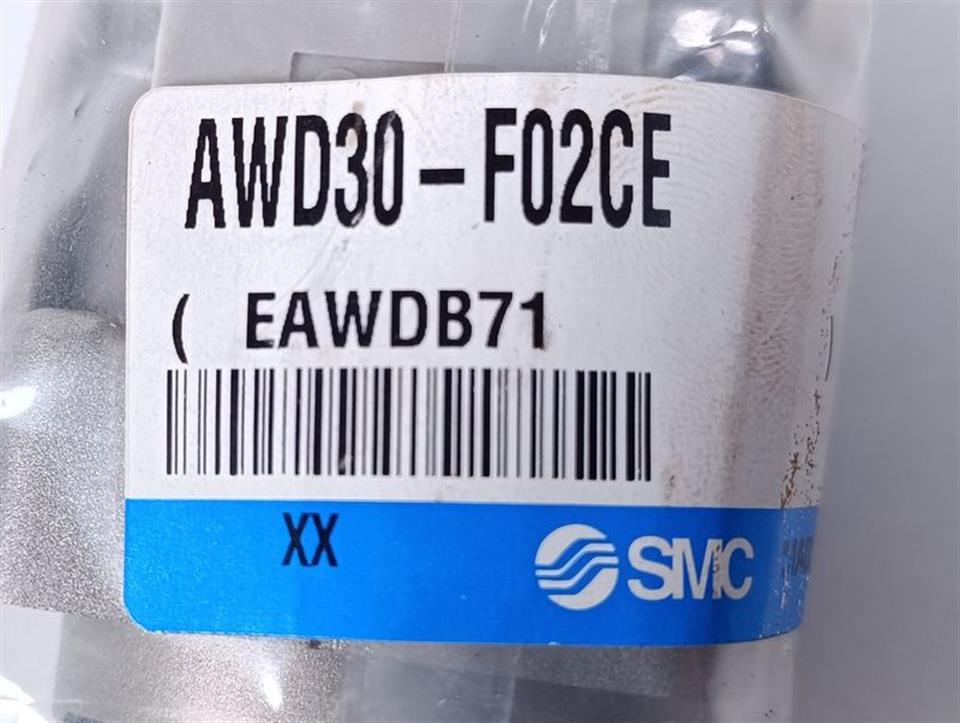 AWD30-F02CE
( EAWDB71
XX
SMC